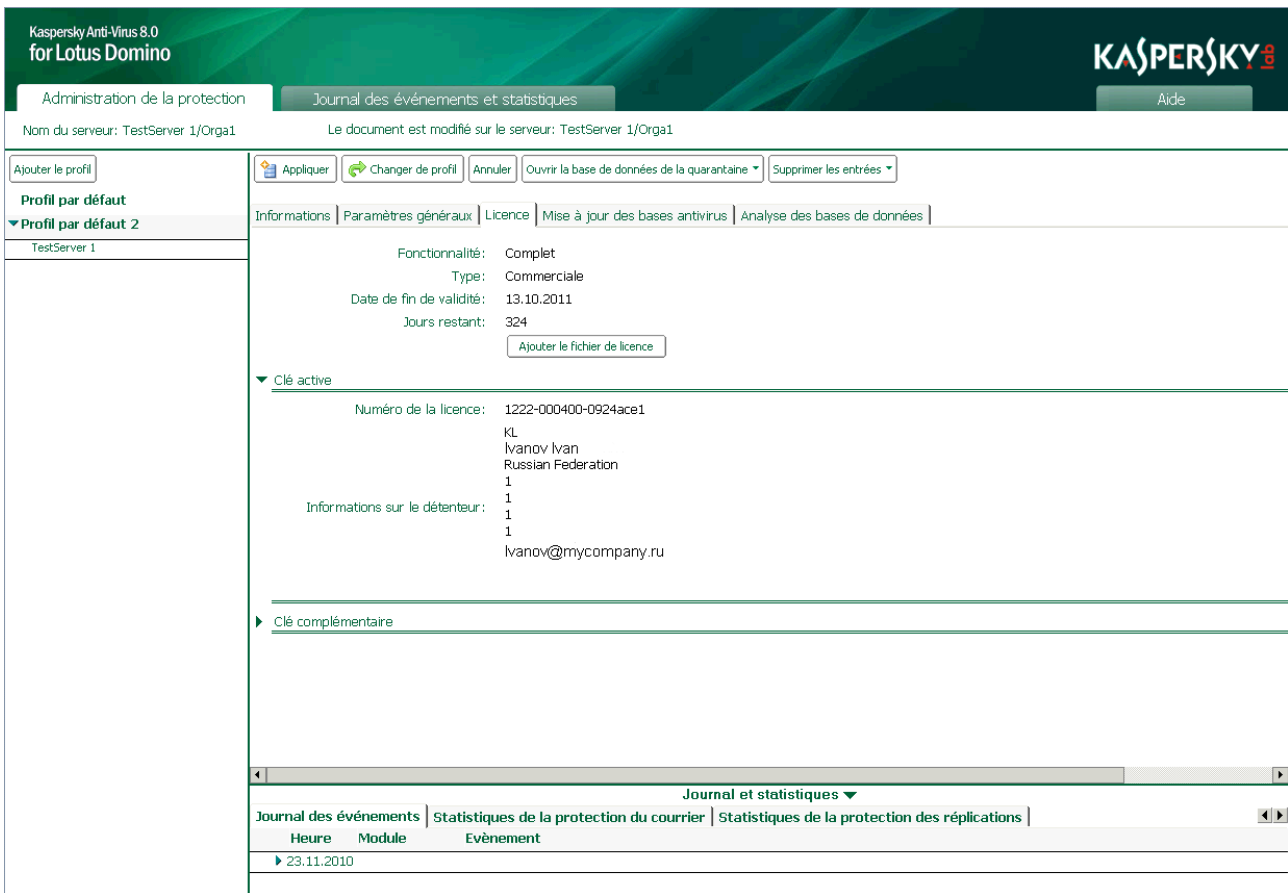 Kaspersky Anti-Virus 8.0
for Lotus Domino
KASPERSKY lab
Administration de la protection
Journal des événements et statistiques
Aide
Nom du serveur: TestServer 1/Orga1
Le document est modifié sur le serveur: TestServer 1/Orga1
Ajouter le profil
Profil par défaut
Profil par défaut 2
TestServer 1
Appliquer
Changer de profil
Annuler
Ouvrir la base de données de la quarantaine
Supprimer les entrées
Informations
Paramètres généraux
Licence
Mise à jour des bases antivirus
Analyse des bases de données
Fonctionnalité: Complet
Type: Commerciale
Date de fin de validité: 13.10.2011
Jours restant: 324
Ajouter le fichier de licence
Clé active
Numéro de la licence: 1222-000400-0924ace1
Informations sur le détenteur:
KL
Ivanov Ivan
Russian Federation
1
1
1
1
Ivanov@mycompany.ru
Clé complémentaire
Journal et statistiques
Journal des événements
Statistiques de la protection du courrier
Statistiques de la protection des réplications
Heure Module Evènement
23.11.2010